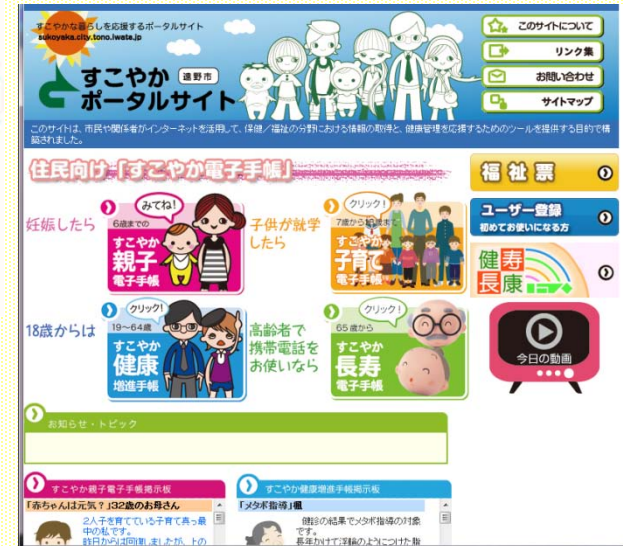 すこやかな暮らしを応援するポータルサイト
sukoyaka.city.tono.iwate.jp
すこやか 遠野市
ポータルサイト
このサイトについて
リンク集
お問い合わせ
サイトマップ
このサイトは、市民や関係者がインターネットを活用して、保健／福祉の分野における情報の取得と、健康管理を応援するためのツールを提供する目的で構
築されました。
住民向け「すこやか電子手帳」
妊娠したら
みてね!
6歳までの
すこやか
親子
電子手帳
子供が就学
したら
クリック!
7歳から18歳まで
すこやか
子育て
電子手帳
18歳からは
クリック!
19～64歳
すこやか
健康
増進手帳
高齢者で
携帯電話を
お使いなら
クリック!
65歳から
すこやか
長寿
電子手帳
福祉票
ユーザー登録
初めてお使いになる方
健寿
長康
今日の動画
お知らせ・トピック
すこやか親子電子手帳掲示板
「赤ちゃんは元気？」32歳のお母さん
2人子を育てている子育て真っ最
中の私です。
すこやか健康増進手帳掲示板
「メタボ指導」楓
健診の結果でメタボ指導の対象
です。